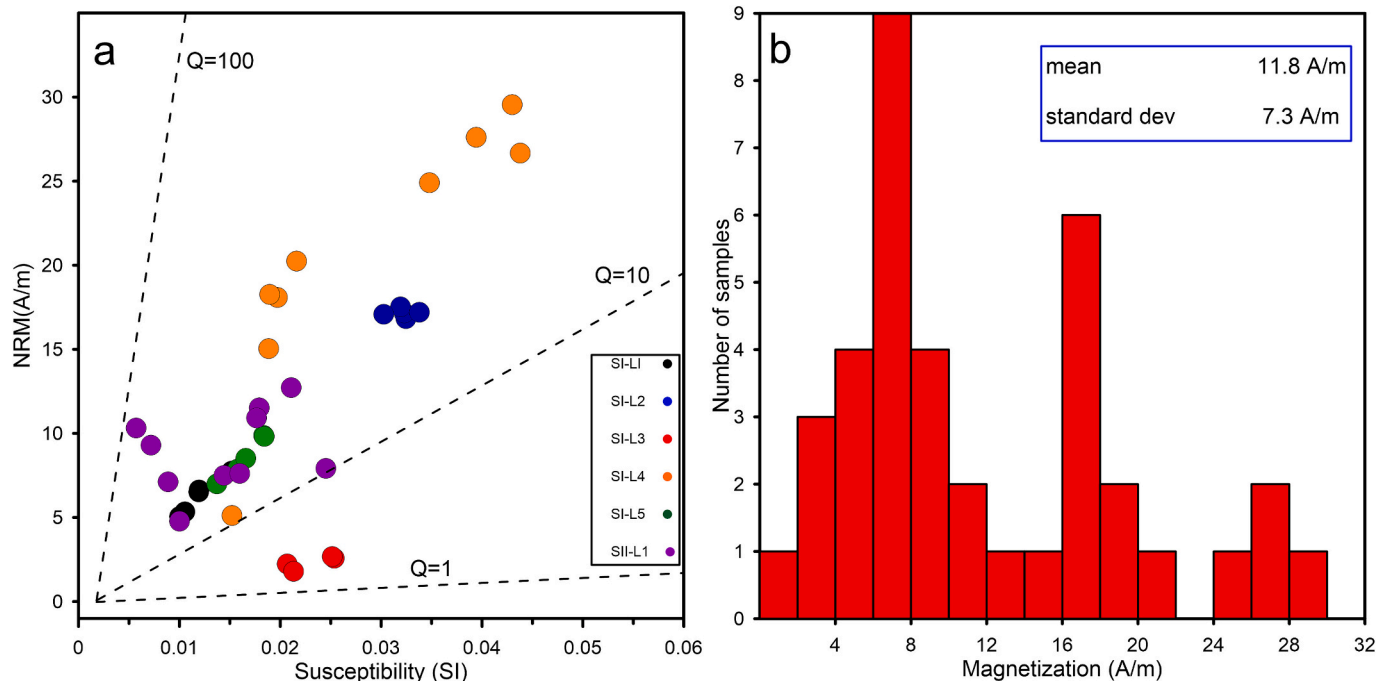 a
Q=100
Q=10
Q=1
NRM(A/m)
30
25
20
15
10
5
0
0.00
0.01
0.02
0.03
0.04
0.05
0.06
Susceptibility (SI)
SI-LI
SI-L2
SI-L3
SI-L4
SI-L5
SII-L1
b
mean 11.8 A/m
standard dev 7.3 A/m
Number of samples
9
8
7
6
5
4
3
2
1
0
4
8
12
16
20
24
28
32
Magnetization (A/m)